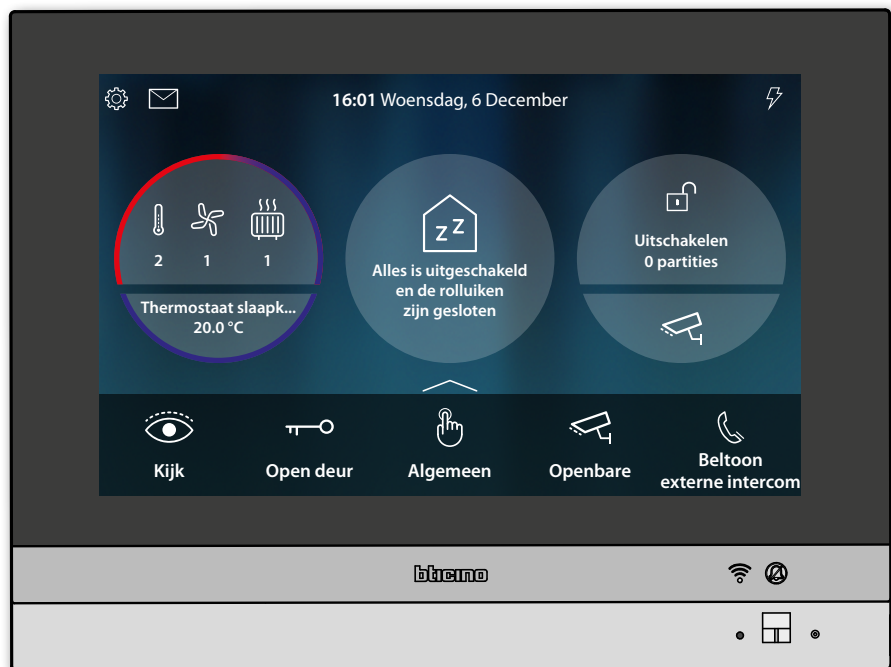 16:01 Woensdag, 6 December
2 1 1
Thermostaat slaapk...
20.0 °C
zz
Alles is uitgeschakeld
en de rolluiken
zijn gesloten
Uitschakelen
0 partities
Kijk
Open deur
Algemeen
Openbare
Beltoon
externe intercom
bticino